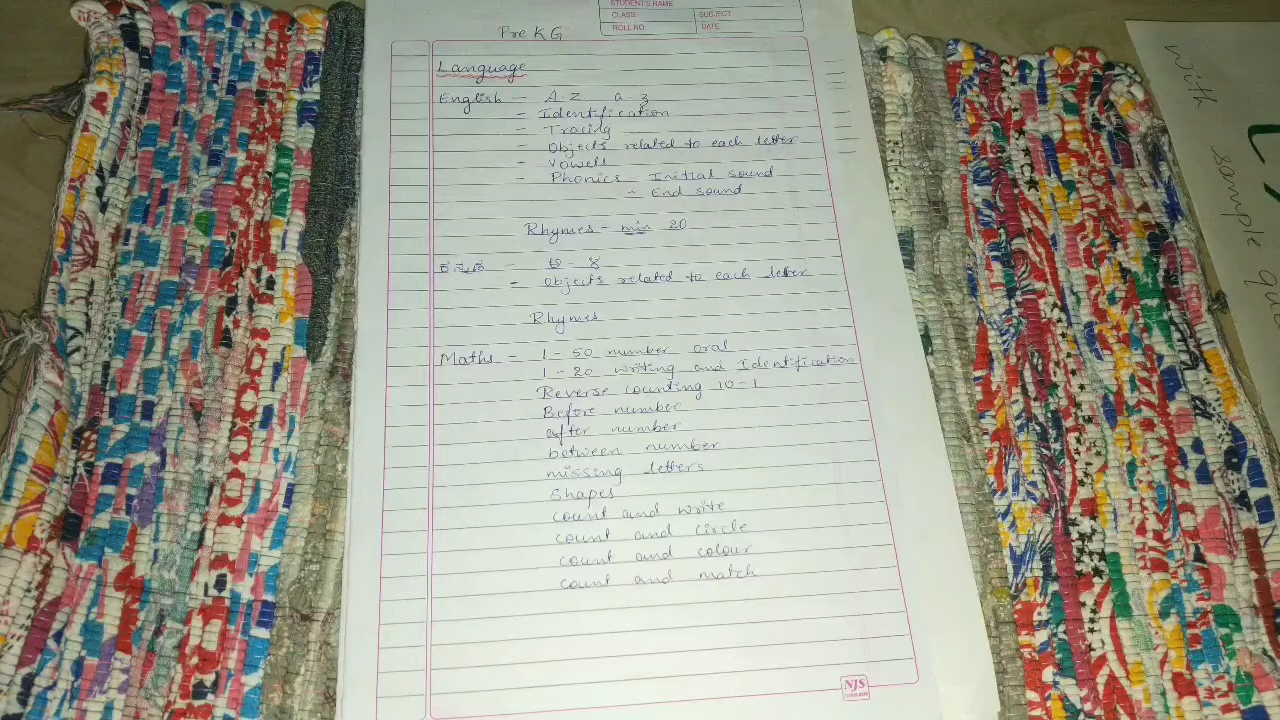 STUDENT'S NAME
CLASS SUBJECT
ROLL NO. DATE
Pre KG
Language
English - A-Z a-z
- Identification
- Tracing
- Objects related to each letter
- Vowels
- Phonics - Initial sound
- End sound
Rhymes - min 20
ಕನ್ನಡ -
- Objects related to each letter
Rhymes
Maths - 1-50 number oral
1-20 writing and Identification
Reverse counting 10-1
Before number
after number
between number
missing letters
Shapes
count and write
count and circle
count and colour
count and match
NJS
with
sample